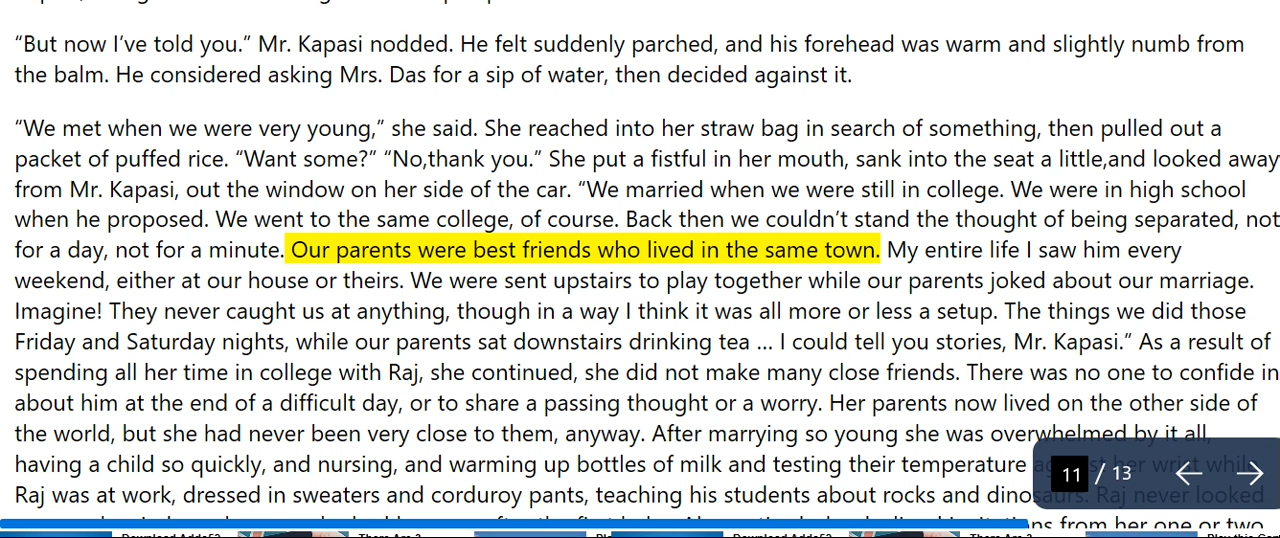 “But now I’ve told you.” Mr. Kapasi nodded. He felt suddenly parched, and his forehead was warm and slightly numb from
the balm. He considered asking Mrs. Das for a sip of water, then decided against it.
“We met when we were very young,” she said. She reached into her straw bag in search of something, then pulled out a
packet of puffed rice. “Want some?” “No,thank you.” She put a fistful in her mouth, sank into the seat a little,and looked away
from Mr. Kapasi, out the window on her side of the car. “We married when we were still in college. We were in high school
when he proposed. We went to the same college, of course. Back then we couldn’t stand the thought of being separated, not
for a day, not for a minute. Our parents were best friends who lived in the same town. My entire life I saw him every
weekend, either at our house or theirs. We were sent upstairs to play together while our parents joked about our marriage.
Imagine! They never caught us at anything, though in a way I think it was all more or less a setup. The things we did those
Friday and Saturday nights, while our parents sat downstairs drinking tea ... I could tell you stories, Mr. Kapasi.” As a result of
spending all her time in college with Raj, she continued, she did not make many close friends. There was no one to confide in
about him at the end of a difficult day, or to share a passing thought or a worry. Her parents now lived on the other side of
the world, but she had never been very close to them, anyway. After marrying so young she was overwhelmed by it all,
having a child so quickly, and nursing, and warming up bottles of milk and testing their temperature against her wrist while
Raj was at work, dressed in sweaters and corduroy pants, teaching his students about rocks and dinosaurs. Raj never looked
11 / 13
from her one or two